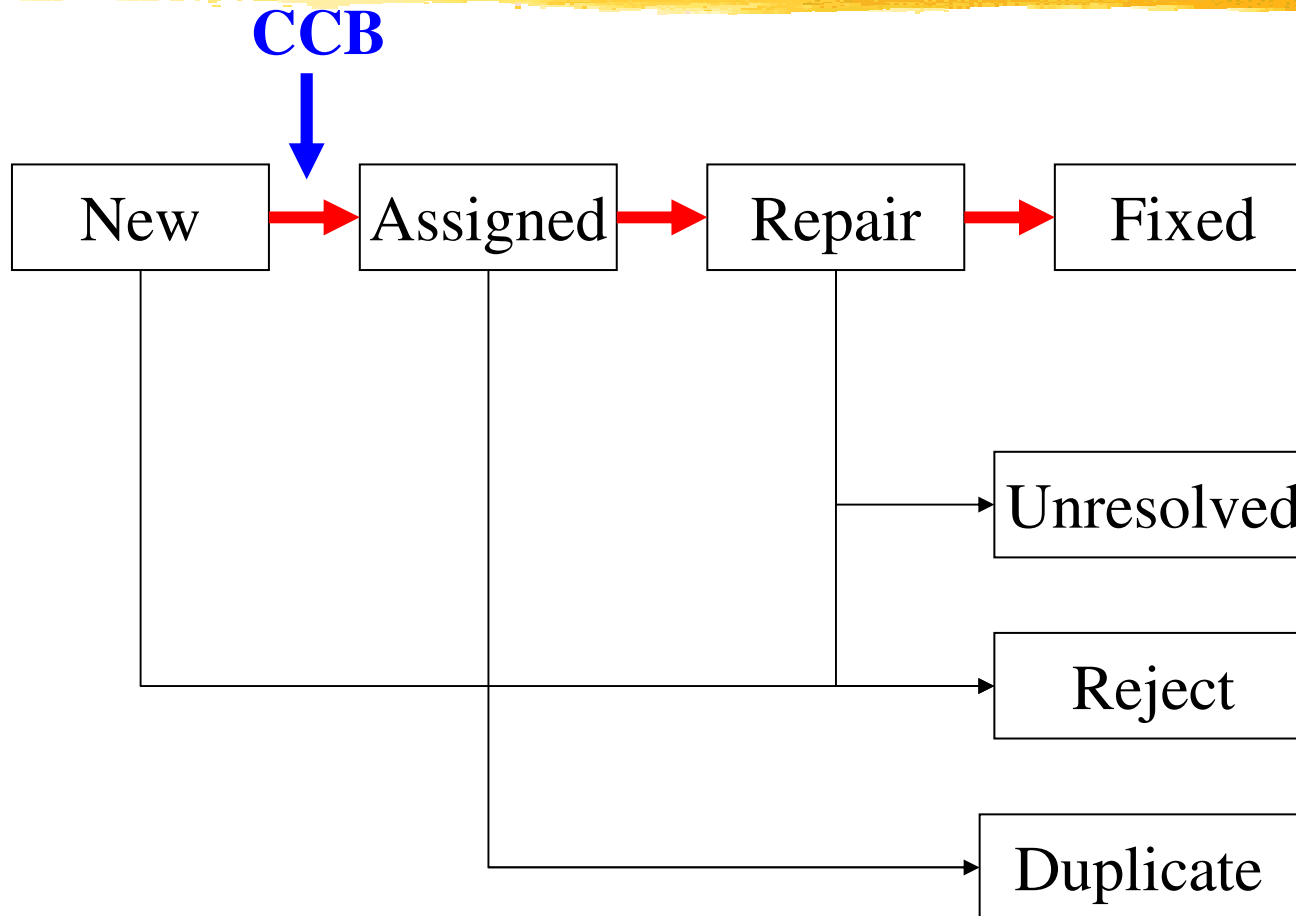 CCB
New
Assigned
Repair
Fixed
Unresolved
Reject
Duplicate